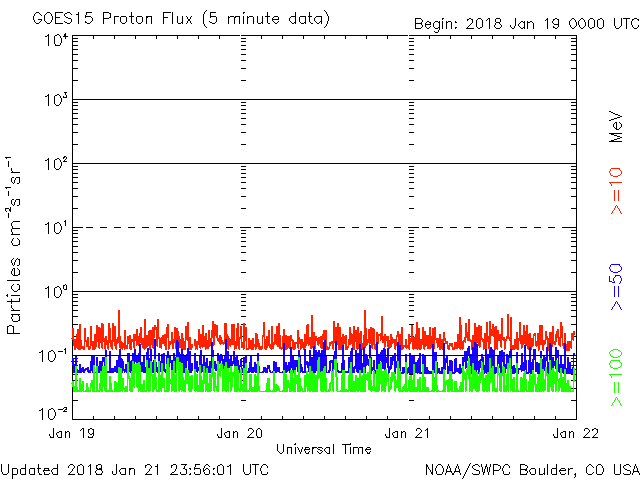 GOES15 Proton Flux (5 minute data)
Begin: 2018 Jan 19 0000 UTC
10⁴
10³
10²
10¹
10⁰
10⁻¹
10⁻²
Particles cm⁻²s⁻¹sr⁻¹
MeV
>=10
>=50
>=100
Jan 19 Jan 20 Jan 21 Jan 22
Universal Time
Updated 2018 Jan 21 23:56:01 UTC
NOAA/SWPC Boulder, CO USA